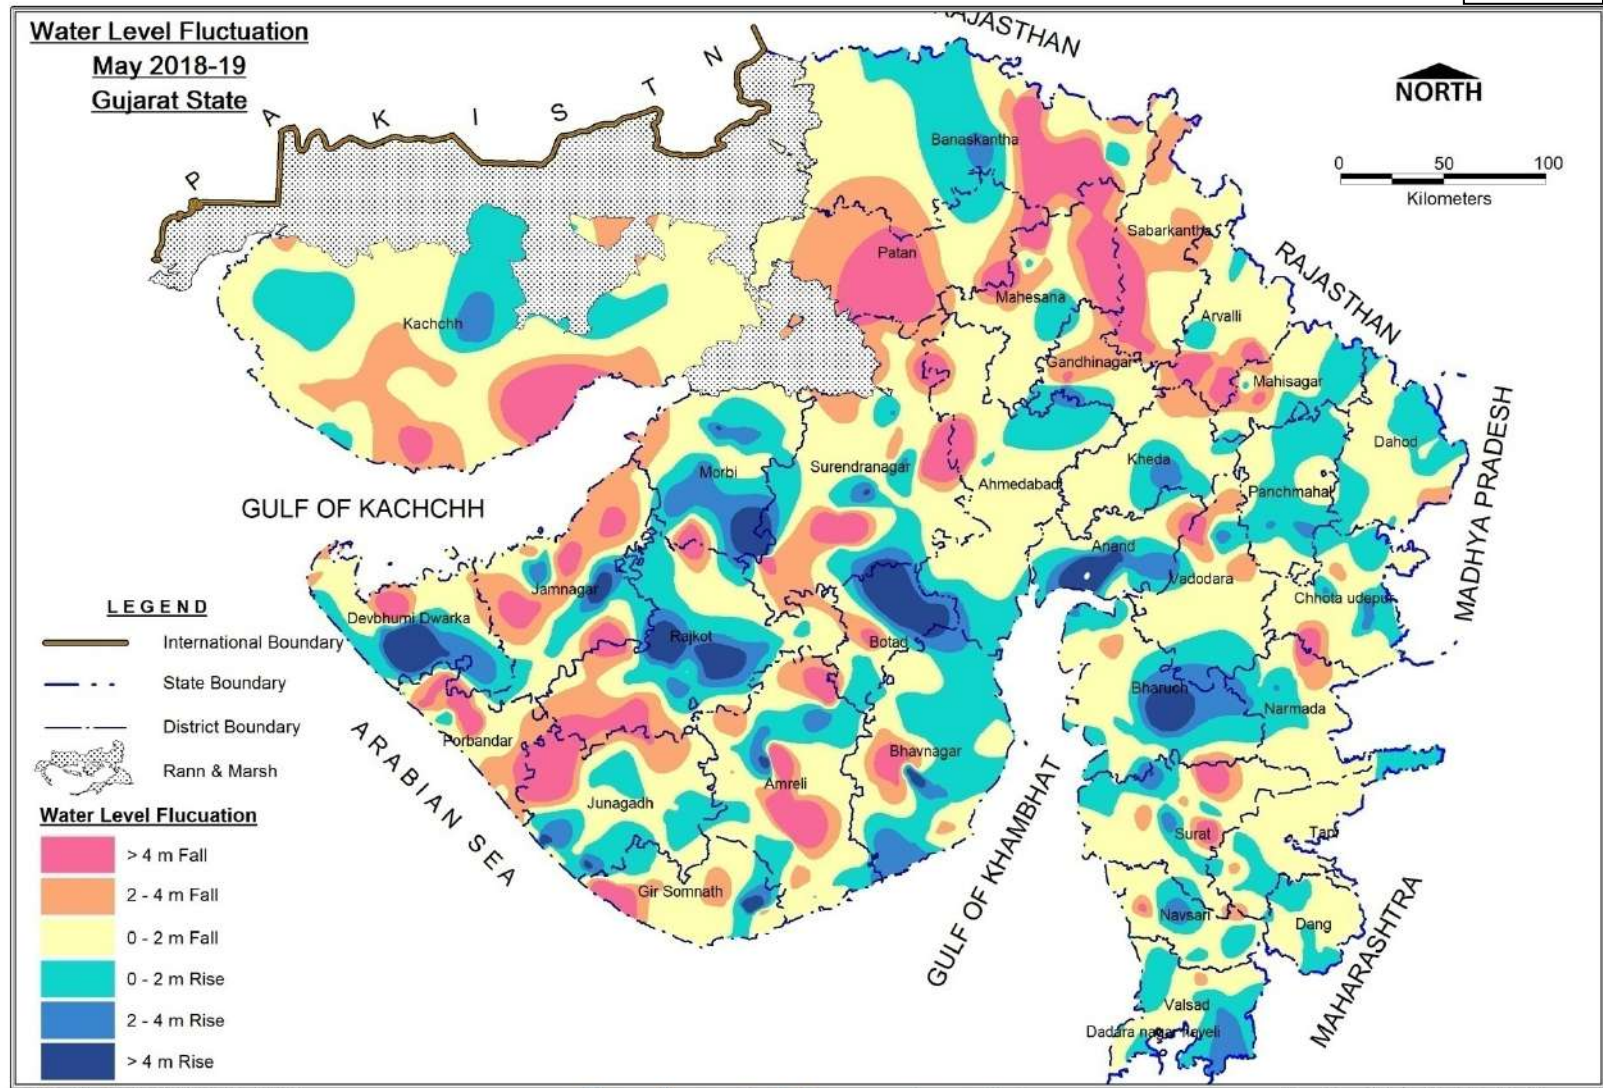 Water Level Fluctuation
May 2018-19
Gujarat State
RAJASTHAN
PAKISTN
NORTH
0 50 100
Kilometers
Banaskantha
Patan
Sabarkantha
RAJASTHAN
Mahesana
Kachchh
Arvalli
Gandhinagar
Mahisagar
Dahod
Morbi
Surendranagar
Kheda
Ahmedabad
Panchmahal
MADHYA PRADESH
GULF OF KACHCHH
Anand
Jamnagar
Vadodara
Chhota udepur
Devbhumi Dwarka
Rajkot
Botad
Bharuch
Narmada
Porbandar
Bhavnagar
Amreli
Junagadh
ARABIAN SEA
GULF OF KHAMBHAT
Surat
Tapi
Gir Somnath
Navsari
Dang
MAHARASHTRA
Valsad
Dadara nagar haveli
LEGEND
International Boundary
State Boundary
District Boundary
Rann & Marsh
Water Level Flucuation
> 4 m Fall
2 - 4 m Fall
0 - 2 m Fall
0 - 2 m Rise
2 - 4 m Rise
> 4 m Rise